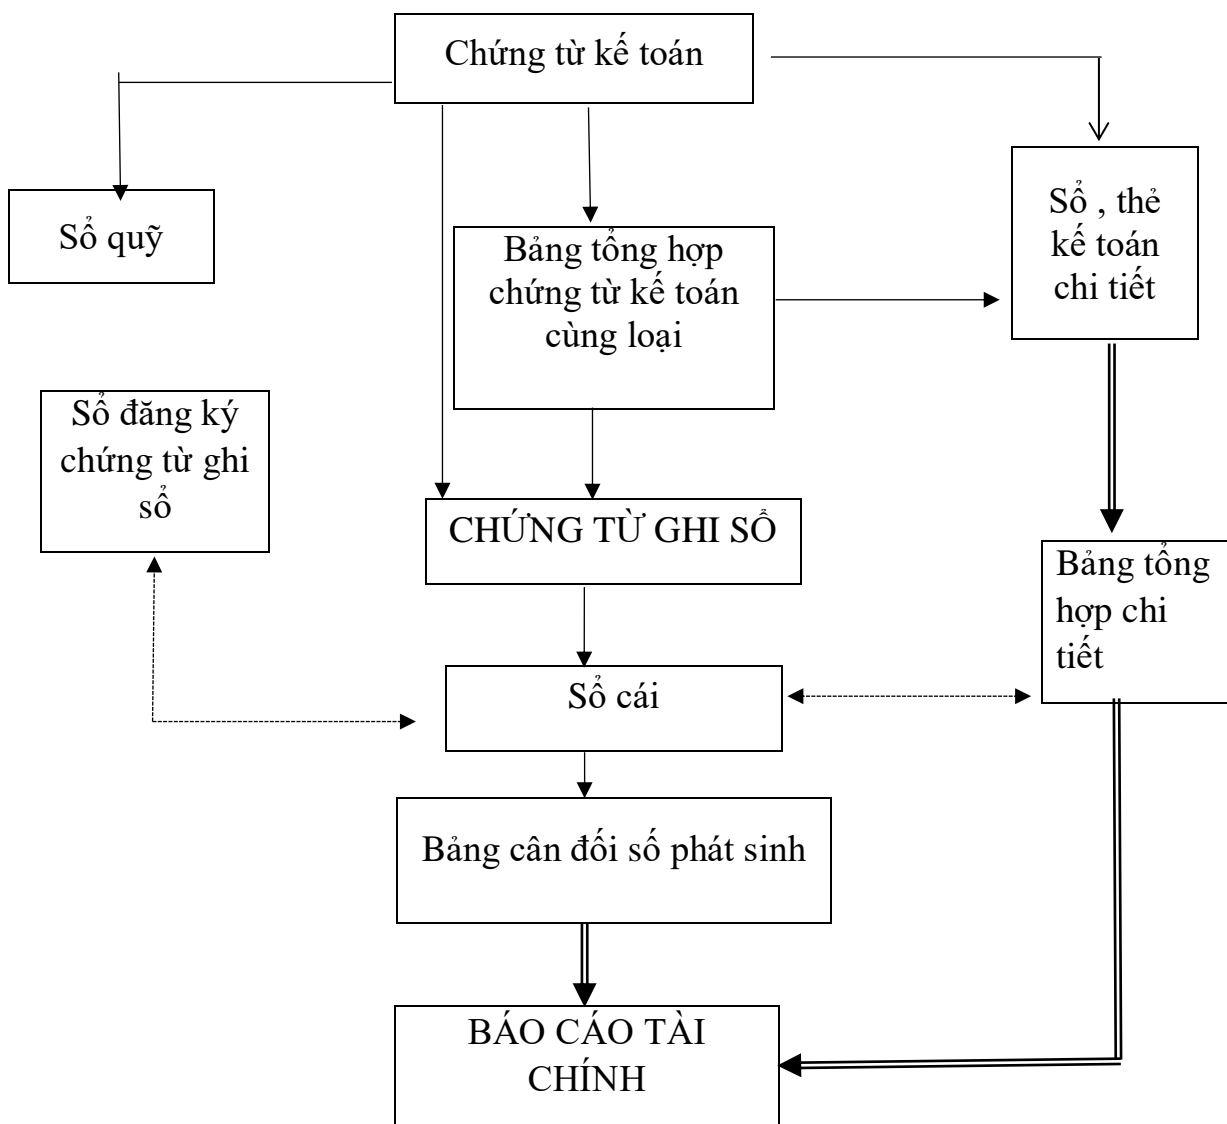 Chứng từ kế toán
Sổ quỹ
Bảng tổng hợp
chứng từ kế toán
cùng loại
Sổ , thẻ
kế toán
chi tiết
Sổ đăng ký
chứng từ ghi
sổ
CHỨNG TỪ GHI SỔ
Bảng tổng
hợp chi
tiết
Sổ cái
Bảng cân đối số phát sinh
BÁO CÁO TÀI
CHÍNH